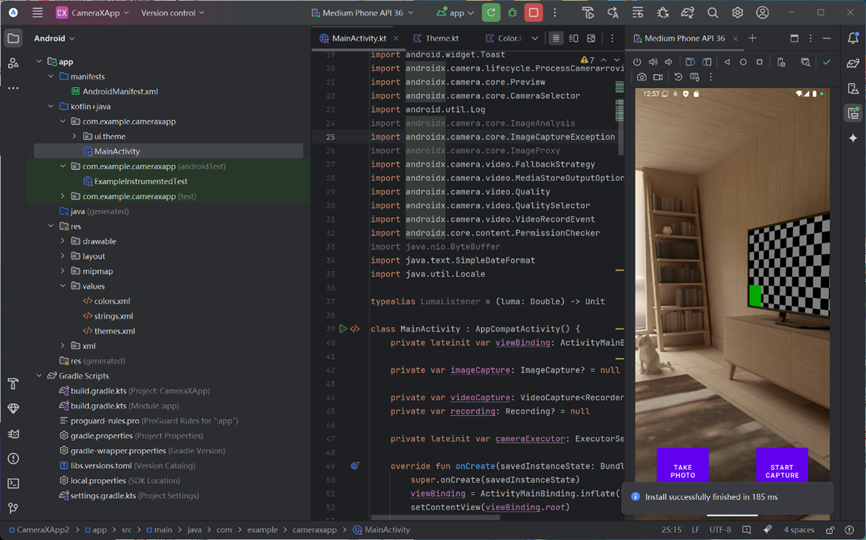 CX CameraXApp Version control Medium Phone API 36 app
Android
app
manifests
AndroidManifest.xml
kotlin+java
com.example.cameraxapp
ui.theme
MainActivity
com.example.cameraxapp (androidTest)
ExampleInstrumentedTest
com.example.cameraxapp (test)
java (generated)
res
drawable
layout
mipmap
values
colors.xml
strings.xml
themes.xml
xml
res (generated)
Gradle Scripts
build.gradle.kts (Project: CameraXApp)
build.gradle.kts (Module :app)
proguard-rules.pro (ProGuard Rules for ":app")
gradle.properties (Project Properties)
gradle-wrapper.properties (Gradle Version)
libs.versions.toml (Version Catalog)
local.properties (SDK Location)
settings.gradle.kts (Project Settings)
MainActivity.kt Theme.kt Color.
7
19 import android.widget.Toast
20 import androidx.camera.lifecycle.ProcessCameraProvi
21 import androidx.camera.core.Preview
22 import androidx.camera.core.CameraSelector
23 import android.util.Log
24 import androidx.camera.core.ImageAnalysis
25 import androidx.camera.core.ImageCaptureException
26 import androidx.camera.core.ImageProxy
27 import androidx.camera.video.FallbackStrategy
28 import androidx.camera.video.MediaStoreOutputOption
29 import androidx.camera.video.Quality
30 import androidx.camera.video.QualitySelector
31 import androidx.camera.video.VideoRecordEvent
32 import androidx.core.content.PermissionChecker
33 import java.nio.ByteBuffer
34 import java.text.SimpleDateFormat
35 import java.util.Locale
36
37 typealias LumaListener = (luma: Double) -> Unit
38
39 class MainActivity : AppCompatActivity() {
40 private lateinit var viewBinding: ActivityMainB
41
42 private var imageCapture: ImageCapture? = null
43
44 private var videoCapture: VideoCapture<Recorder
45 private var recording: Recording? = null
46
47 private lateinit var cameraExecutor: ExecutorSe
48
49 override fun onCreate(savedInstanceState: Bundl
50 super.onCreate(savedInstanceState)
51 viewBinding = ActivityMainBinding.inflate(
52 setContentView(viewBinding.root)
Medium Phone API 36
12:57
TAKE
PHOTO
START
CAPTURE
Install successfully finished in 185 ms
CameraXApp2 > app > src > main > java > com > example > cameraxapp > MainActivity 25:15 LF UTF-8 4 spaces